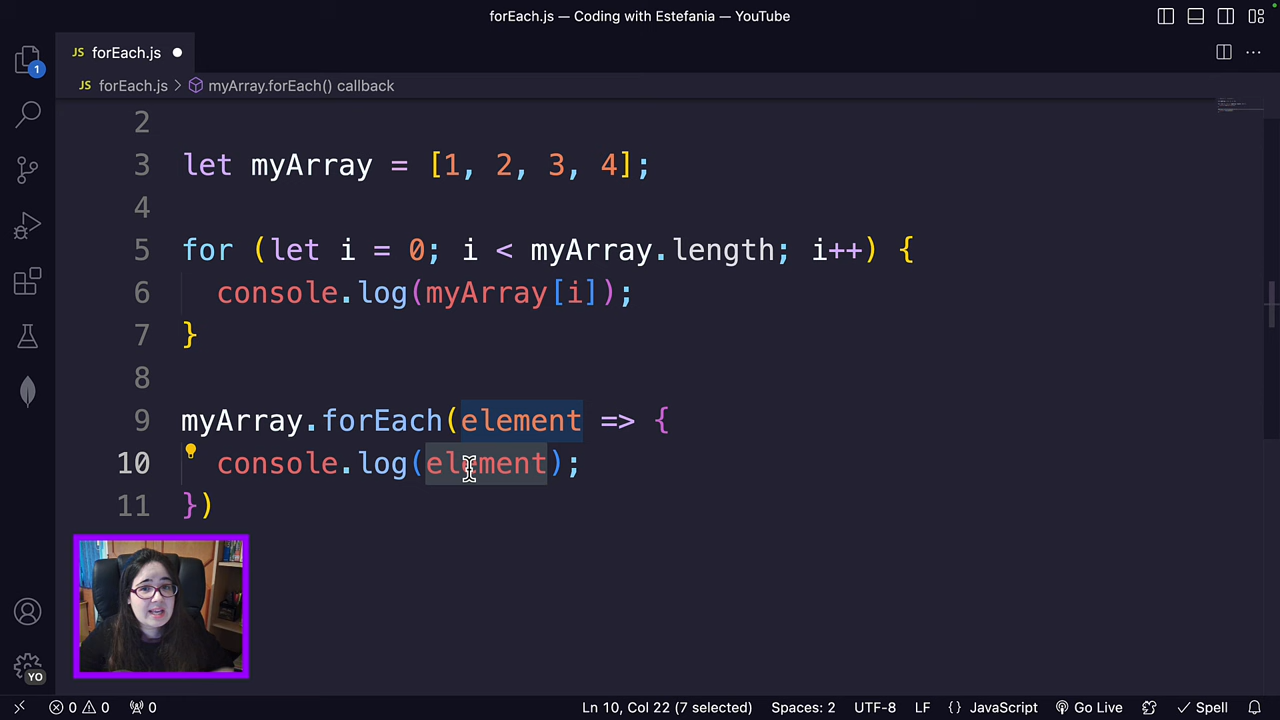 forEach.js — Coding with Estefania — YouTube
JS forEach.js
1
JS forEach.js > myArray.forEach() callback
2
3 let myArray = [1, 2, 3, 4];
4
5 for (let i = 0; i < myArray.length; i++) {
6 console.log(myArray[i]);
7 }
8
9 myArray.forEach(element => {
10 console.log(element);
11 })
YO
0 0 0 Ln 10, Col 22 (7 selected) Spaces: 2 UTF-8 LF {} JavaScript Go Live Spell